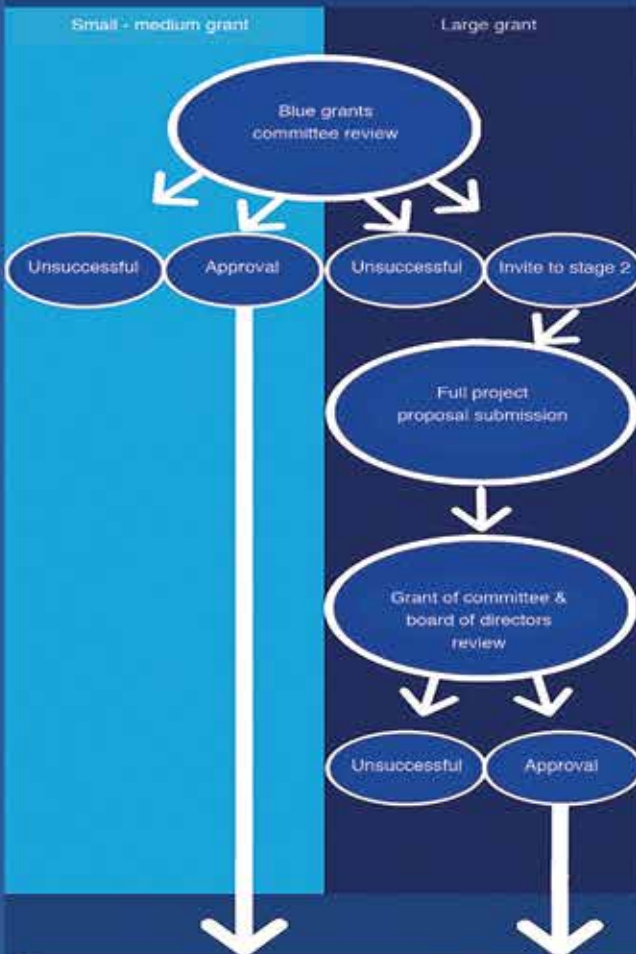 Small - medium grant
Large grant
Blue grants
committee review
Unsuccessful
Approval
Unsuccessful
Invite to stage 2
Full project
proposal submission
Grant of committee &
board of directors
review
Unsuccessful
Approval